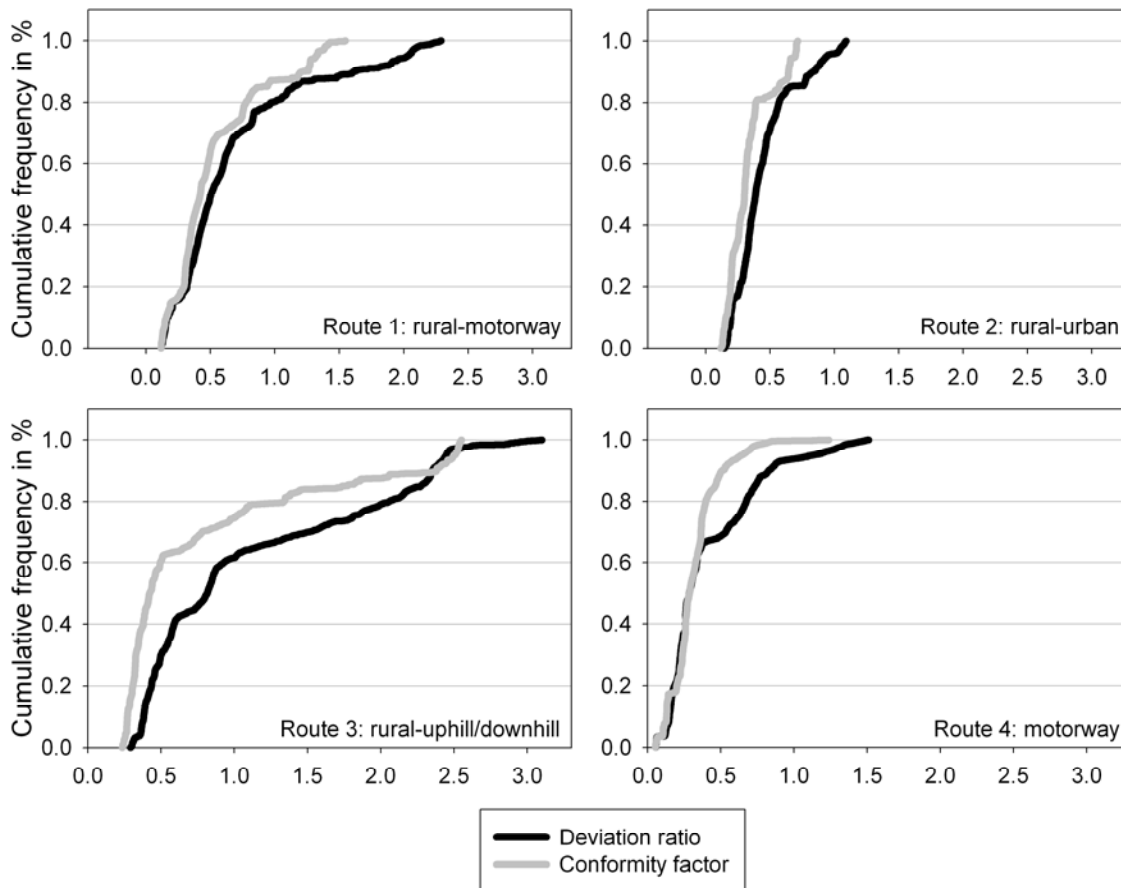 Cumulative frequency in %
1.0
0.8
0.6
0.4
0.2
0.0
Route 1: rural-motorway
0.0 0.5 1.0 1.5 2.0 2.5 3.0
1.0
0.8
0.6
0.4
0.2
0.0
Route 2: rural-urban
0.0 0.5 1.0 1.5 2.0 2.5 3.0
Cumulative frequency in %
1.0
0.8
0.6
0.4
0.2
0.0
Route 3: rural-uphill/downhill
0.0 0.5 1.0 1.5 2.0 2.5 3.0
1.0
0.8
0.6
0.4
0.2
0.0
Route 4: motorway
0.0 0.5 1.0 1.5 2.0 2.5 3.0
Deviation ratio
Conformity factor